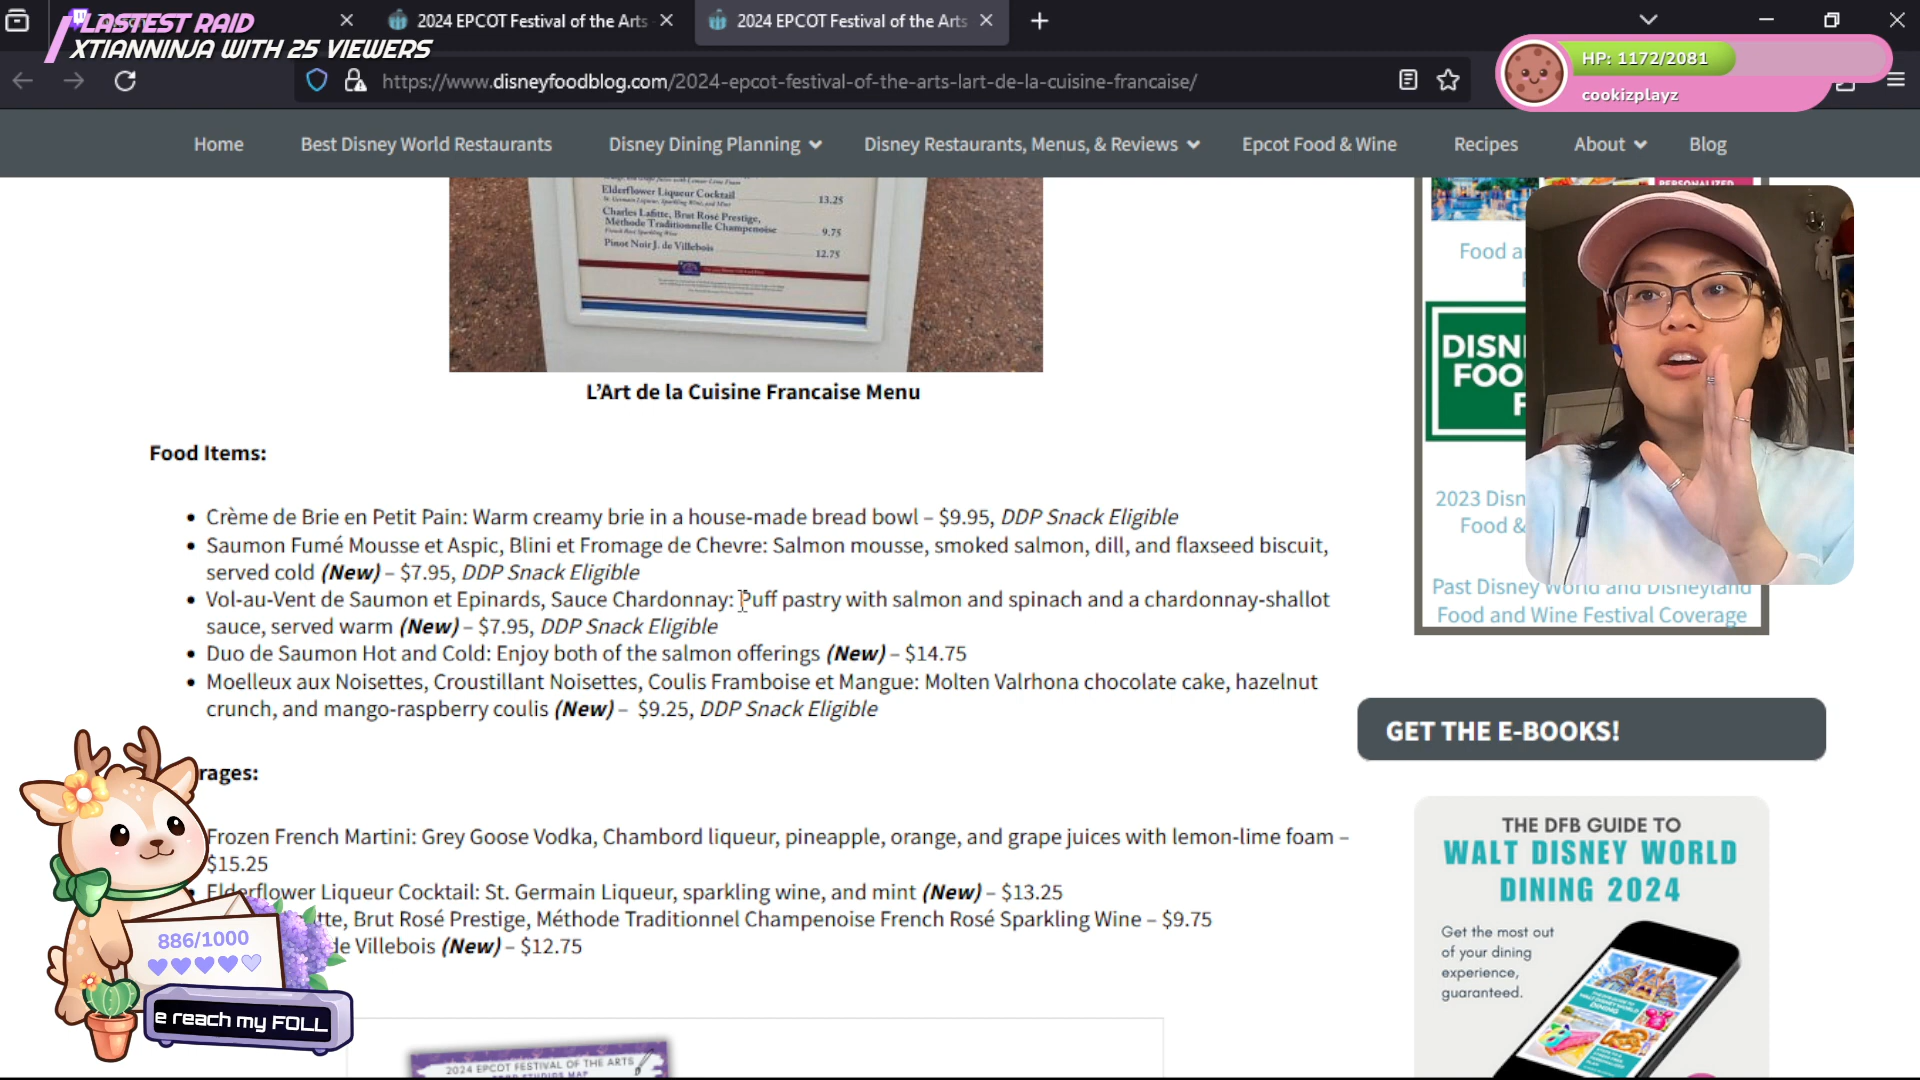 LASTEST RAID
XTIANNINJA WITH 25 VIEWERS
2024 EPCOT Festival of the Arts
2024 EPCOT Festival of the Arts
https://www.disneyfoodblog.com/2024-epcot-festival-of-the-arts-lart-de-la-cuisine-francaise/
HP: 1172/2081
cookizplayz
Home
Best Disney World Restaurants
Disney Dining Planning
Disney Restaurants, Menus, & Reviews
Epcot Food & Wine
Recipes
About
Blog
Elderflower Liqueur Cocktail 13.25
St. Germain Liqueur, Sparkling Wine, and Mint
Charles Lafitte, Brut Rosé Prestige,
Méthode Traditionnelle Champenoise 9.75
French Rosé Sparkling Wine
Pinot Noir J. de Villebois 12.75
L'Art de la Cuisine Francaise Menu
Food Items:
Crème de Brie en Petit Pain: Warm creamy brie in a house-made bread bowl – $9.95, DDP Snack Eligible
Saumon Fumé Mousse et Aspic, Blini et Fromage de Chevre: Salmon mousse, smoked salmon, dill, and flaxseed biscuit,
served cold (New) – $7.95, DDP Snack Eligible
Vol-au-Vent de Saumon et Epinards, Sauce Chardonnay: Puff pastry with salmon and spinach and a chardonnay-shallot
sauce, served warm (New) – $7.95, DDP Snack Eligible
Duo de Saumon Hot and Cold: Enjoy both of the salmon offerings (New) – $14.75
Moelleux aux Noisettes, Croustillant Noisettes, Coulis Framboise et Mangue: Molten Valrhona chocolate cake, hazelnut
crunch, and mango-raspberry coulis (New) – $9.25, DDP Snack Eligible
rages:
Frozen French Martini: Grey Goose Vodka, Chambord liqueur, pineapple, orange, and grape juices with lemon-lime foam –
$15.25
Elderflower Liqueur Cocktail: St. Germain Liqueur, sparkling wine, and mint (New) – $13.25
tte, Brut Rosé Prestige, Méthode Traditionnel Champenoise French Rosé Sparkling Wine – $9.75
de Villebois (New) – $12.75
2024 EPCOT FESTIVAL OF THE ARTS
FOOD STUDIOS MAP
886/1000
e reach my FOLL
PERSONALIZED
Food a
DISN
FOO
F
2023 Disn
Food &
Past Disney World and Disneyland
Food and Wine Festival Coverage
GET THE E-BOOKS!
THE DFB GUIDE TO
WALT DISNEY WORLD
DINING 2024
Get the most out
of your dining
experience,
guaranteed.